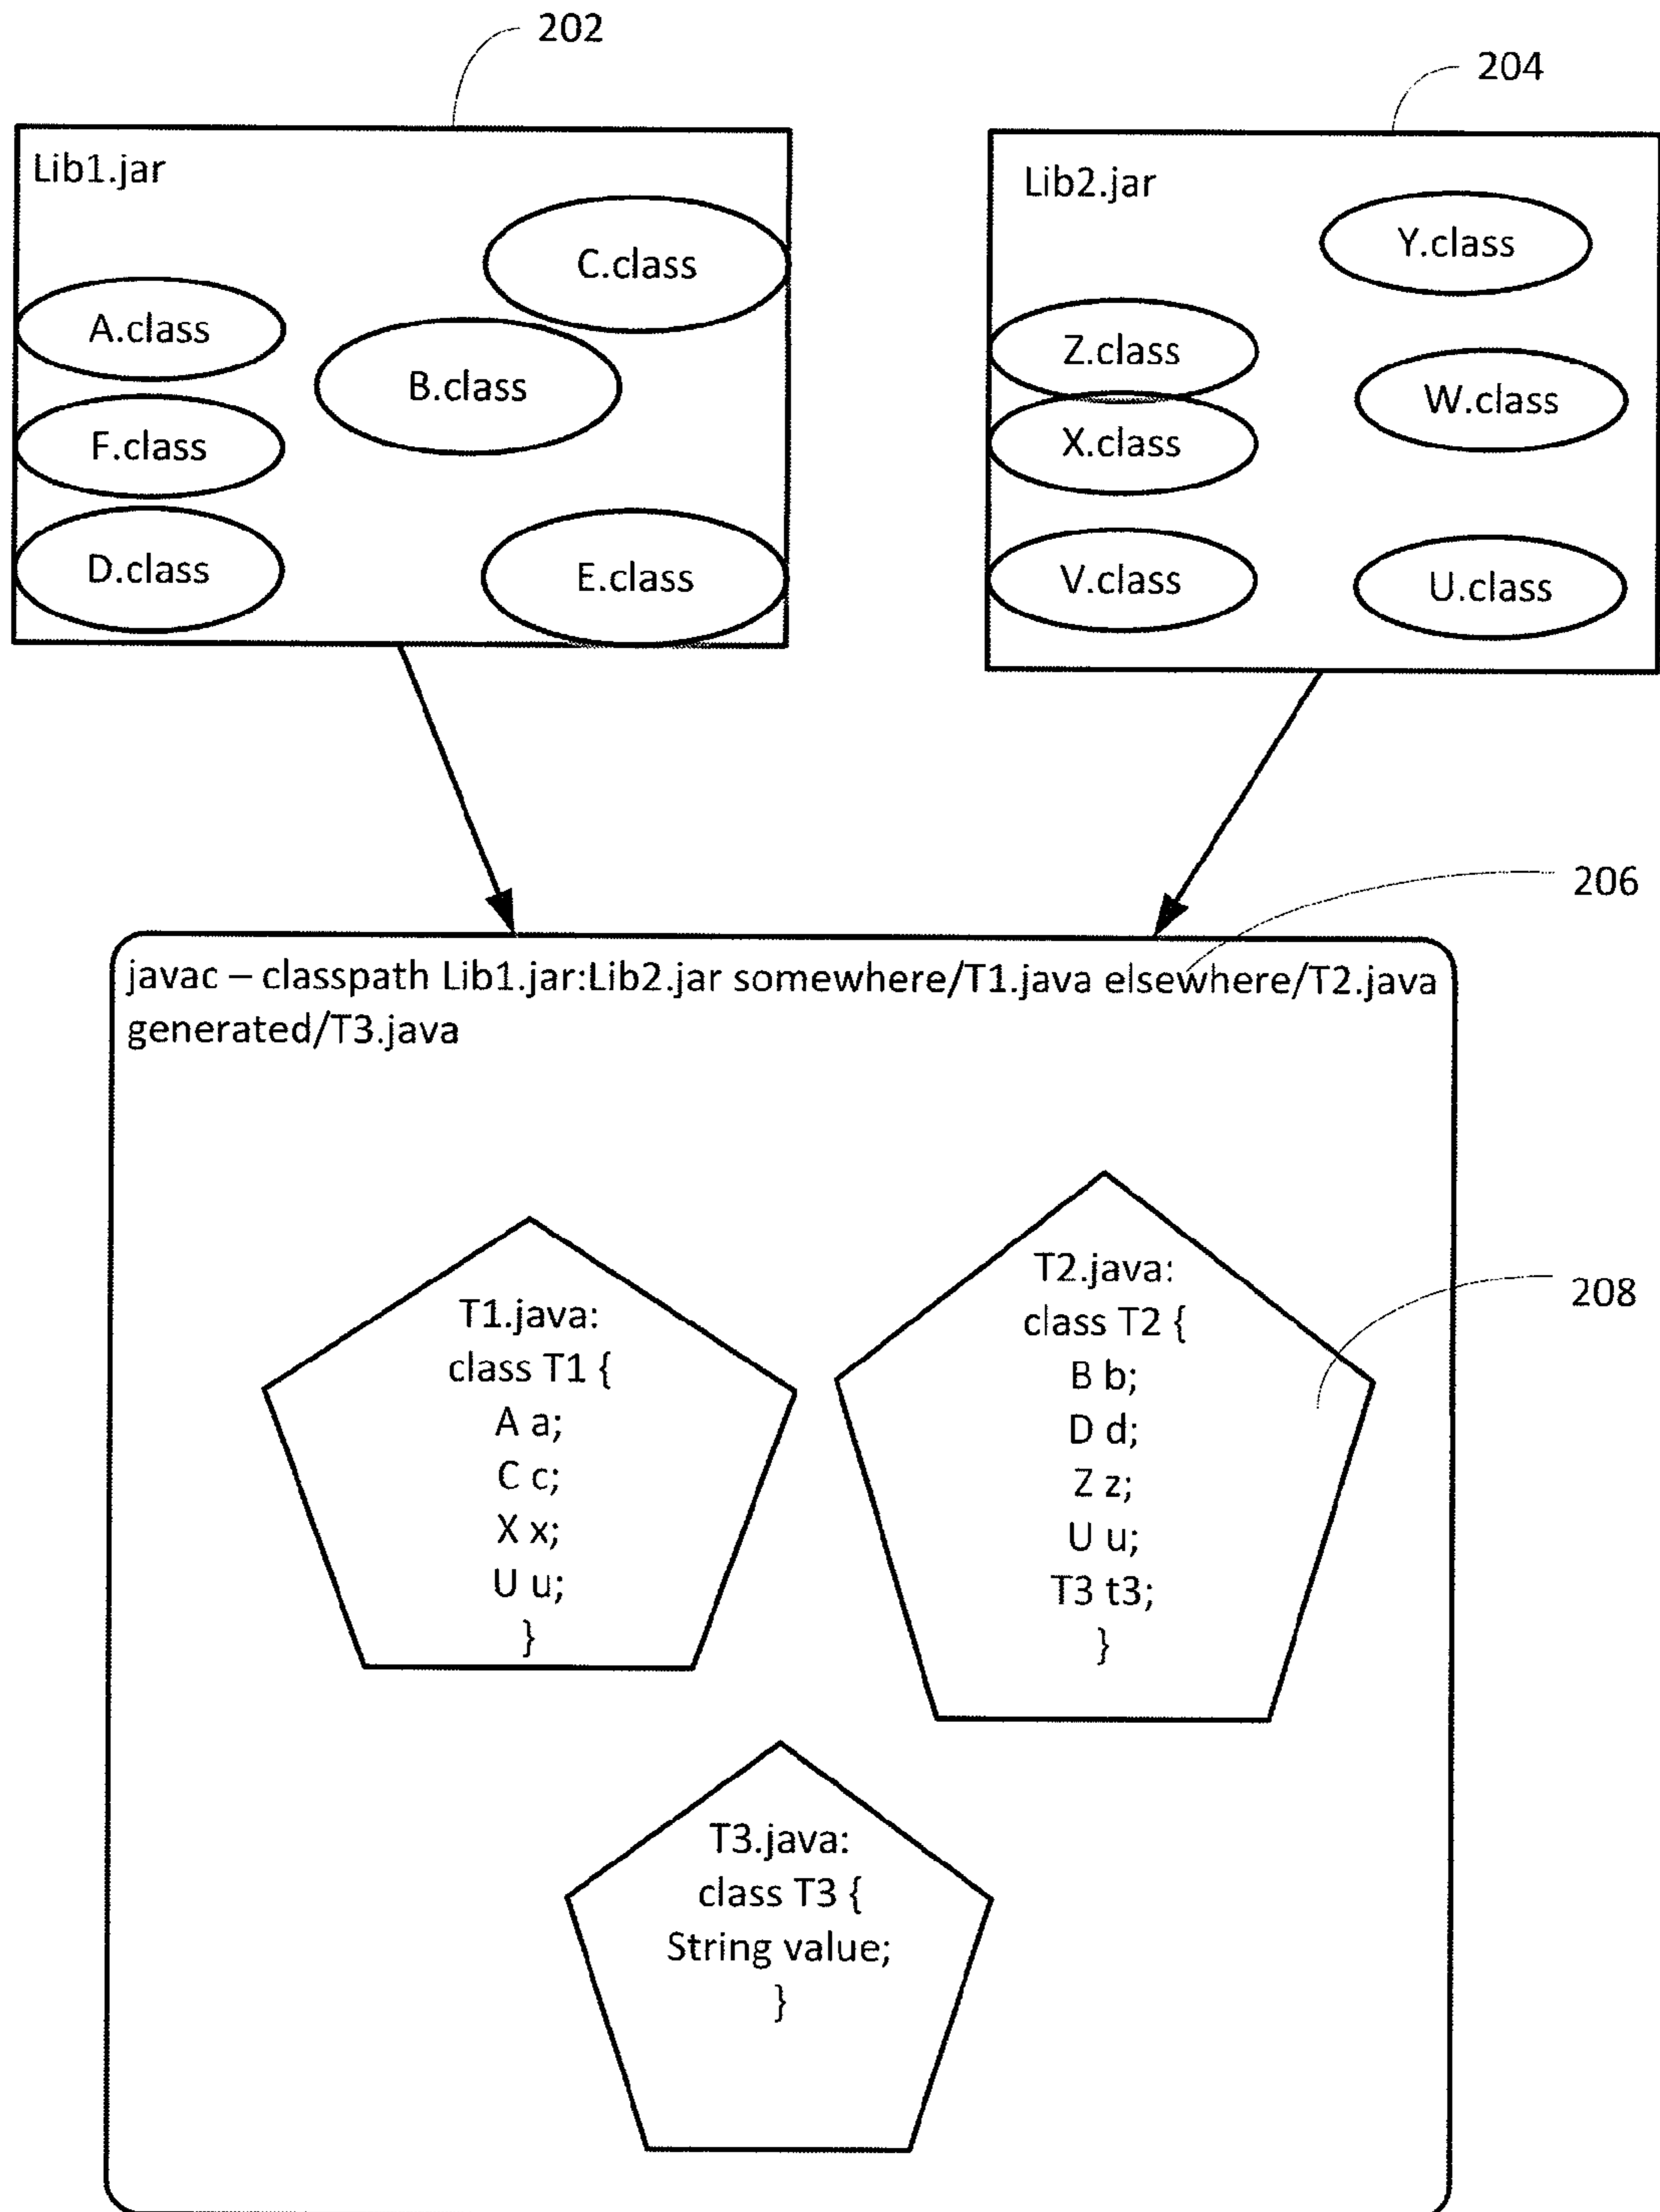 202
204
Lib1.jar
C.class
A.class
B.class
F.class
D.class
E.class
Lib2.jar
Y.class
Z.class
W.class
X.class
V.class
U.class
206
javac – classpath Lib1.jar:Lib2.jar somewhere/T1.java elsewhere/T2.java
generated/T3.java
T1.java:
class T1 {
A a;
C c;
X x;
U u;
}
T2.java:
class T2 {
B b;
D d;
Z z;
U u;
T3 t3;
}
208
T3.java:
class T3 {
String value;
}